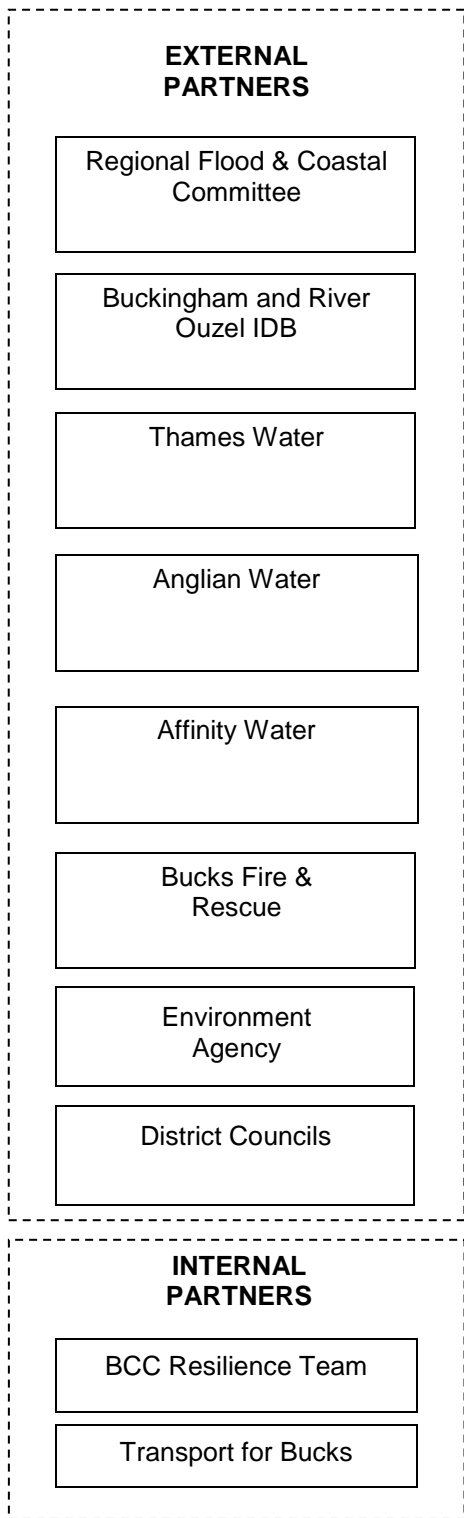 EXTERNAL
PARTNERS
Regional Flood & Coastal
Committee
Buckingham and River
Ouzel IDB
Thames Water
Anglian Water
Affinity Water
Bucks Fire &
Rescue
Environment
Agency
District Councils
INTERNAL
PARTNERS
BCC Resilience Team
Transport for Bucks